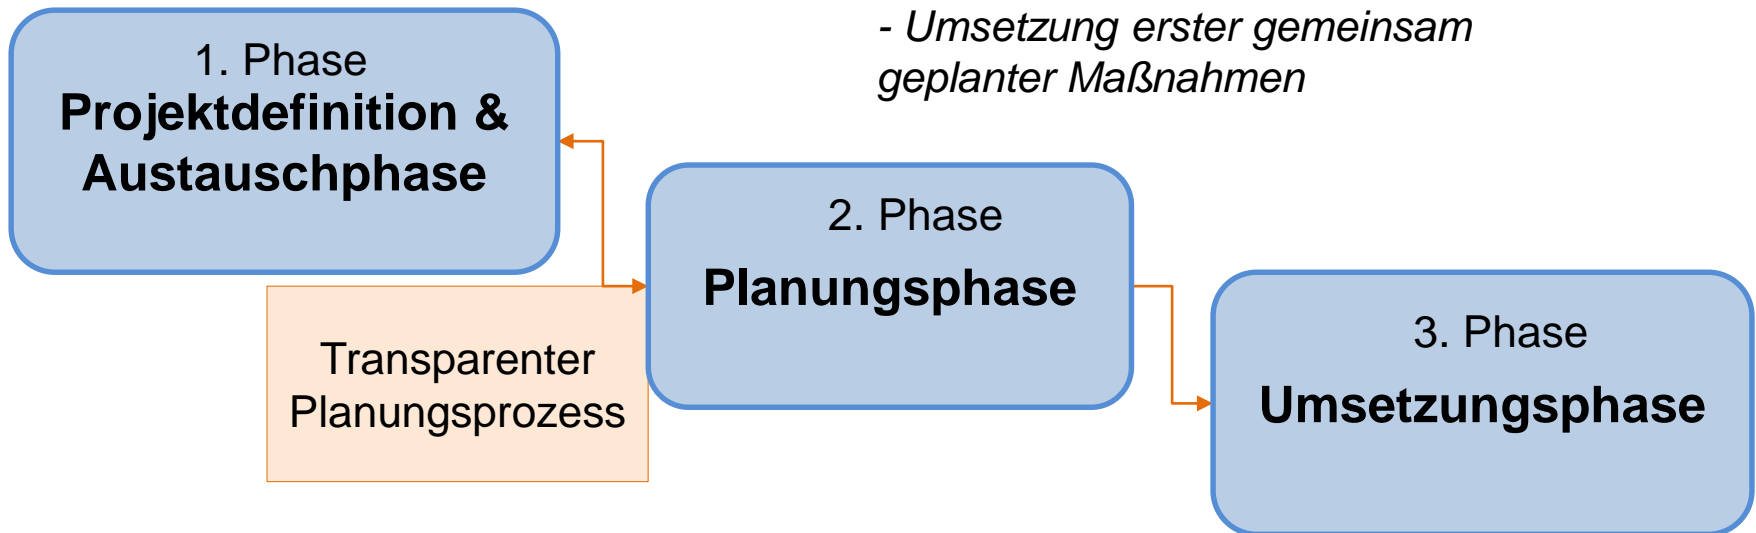 - Umsetzung erster gemeinsam
geplanter Maßnahmen
1. Phase
Projektdefinition &
Austauschphase
2. Phase
Planungsphase
Transparenter
Planungsprozess
3. Phase
Umsetzungsphase